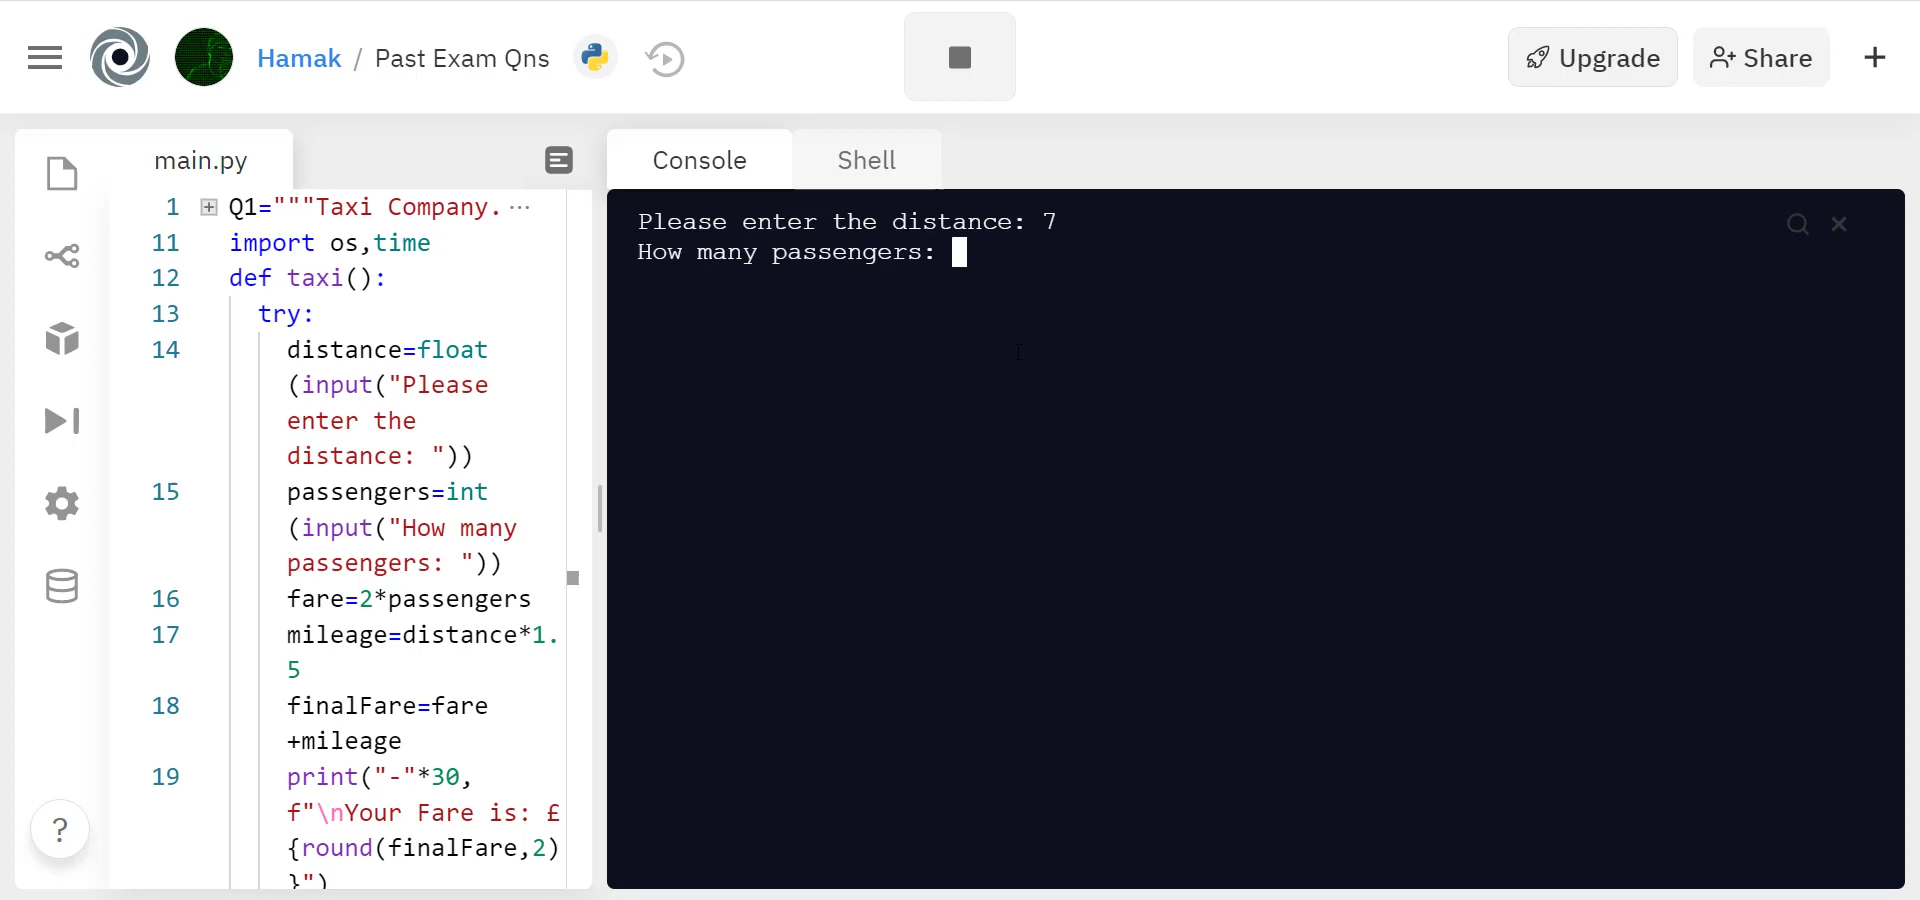 Hamak / Past Exam Qns
Upgrade
Share
main.py
Console
Shell
1 Q1="""Taxi Company.
11 import os,time
12 def taxi():
13 try:
14 distance=float
(input("Please
enter the
distance: "))
15 passengers=int
(input("How many
passengers: "))
16 fare=2*passengers
17 mileage=distance*1.
5
18 finalFare=fare
+mileage
19 print("-"*30,
f"\nYour Fare is: £
{round(finalFare,2)
}")
?
Please enter the distance: 7
How many passengers: